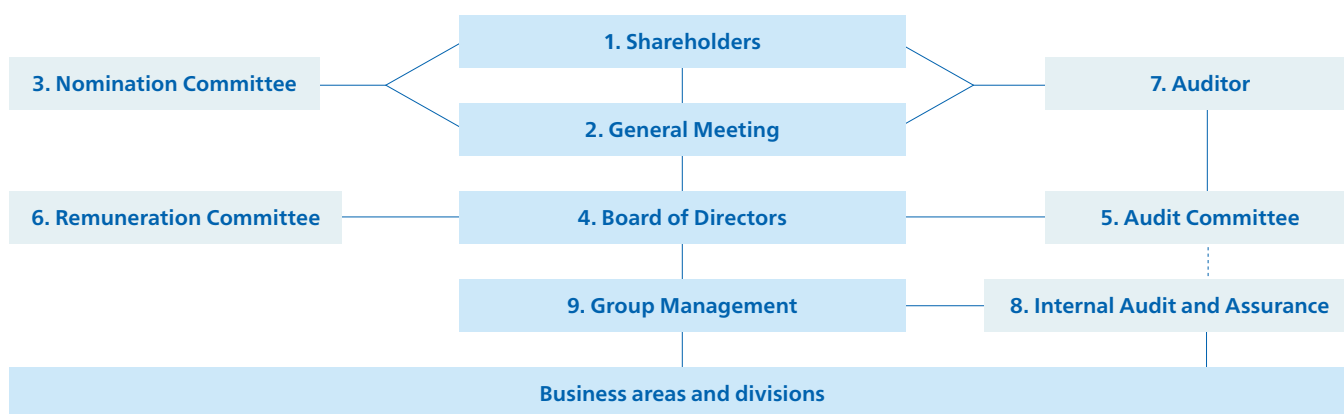 1. Shareholders
3. Nomination Committee
7. Auditor
2. General Meeting
6. Remuneration Committee
4. Board of Directors
5. Audit Committee
9. Group Management
8. Internal Audit and Assurance
Business areas and divisions